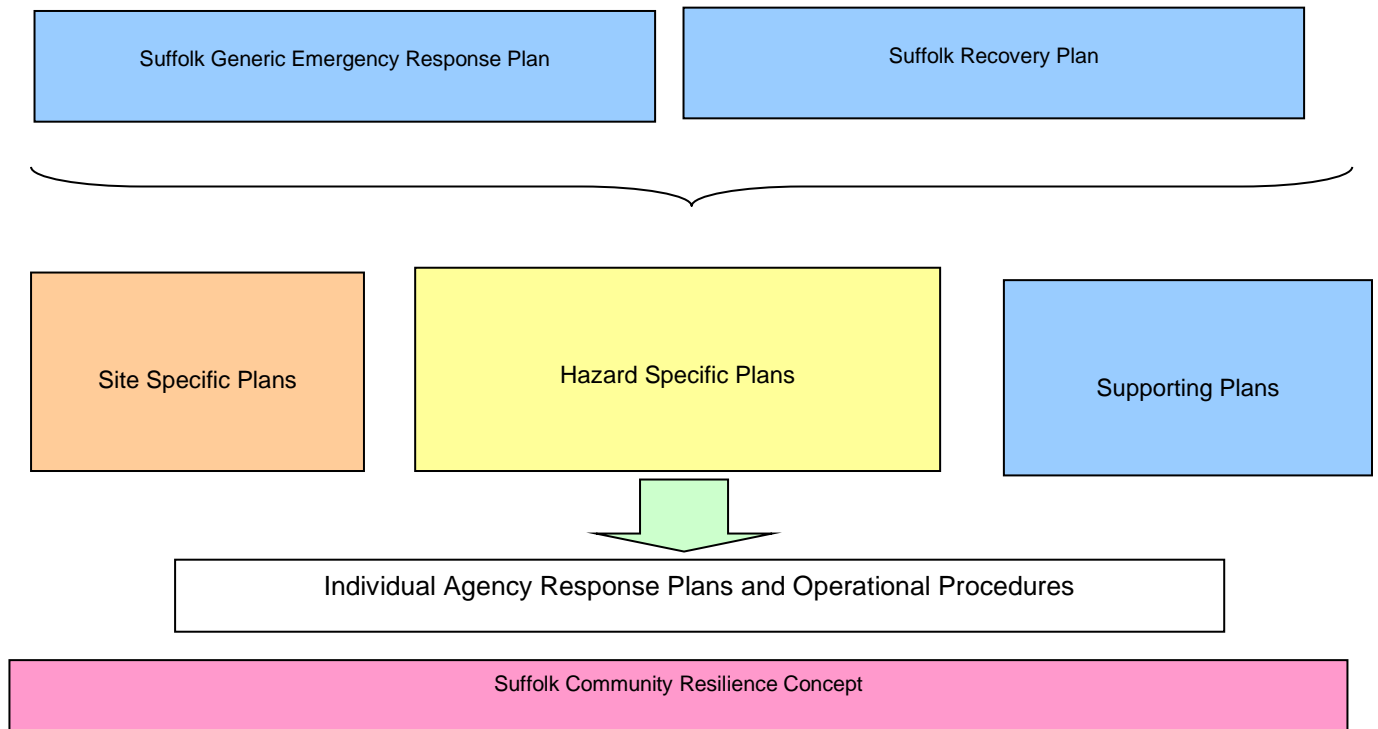 Suffolk Generic Emergency Response Plan
Suffolk Recovery Plan
Site Specific Plans
Hazard Specific Plans
Supporting Plans
Individual Agency Response Plans and Operational Procedures
Suffolk Community Resilience Concept